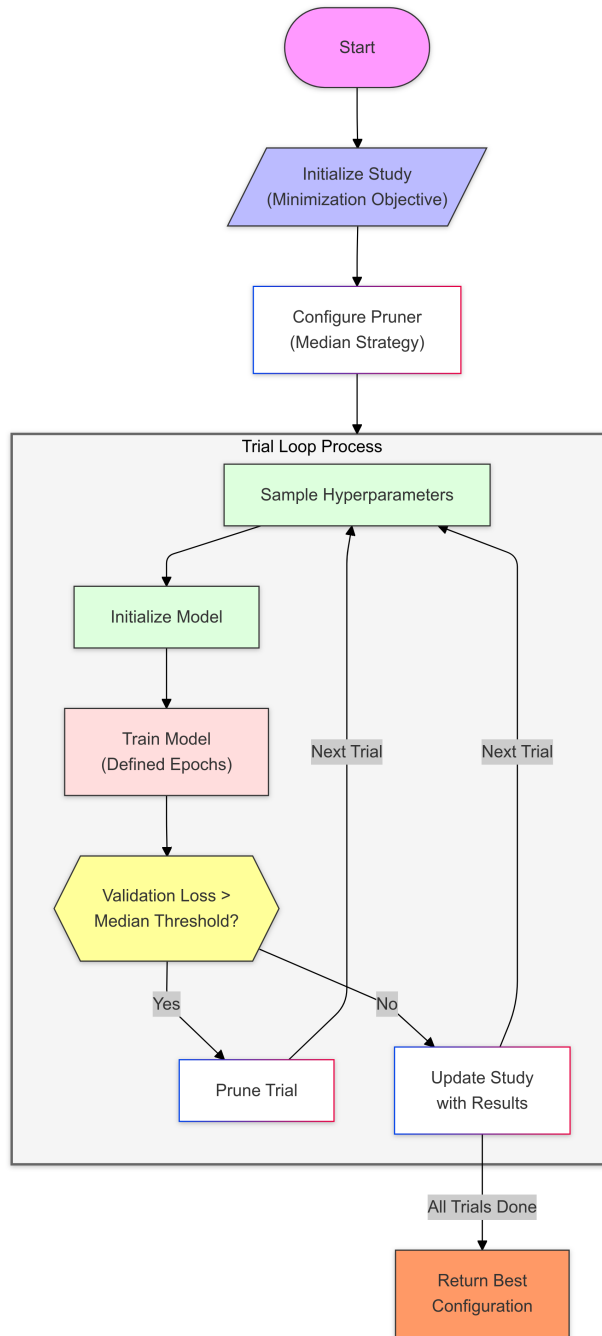 Start
Initialize Study
(Minimization Objective)
Configure Pruner
(Median Strategy)
Trial Loop Process
Sample Hyperparameters
Initialize Model
Train Model
(Defined Epochs)
Next Trial
Next Trial
Validation Loss >
Median Threshold?
Yes
No
Prune Trial
Update Study
with Results
All Trials Done
Return Best
Configuration